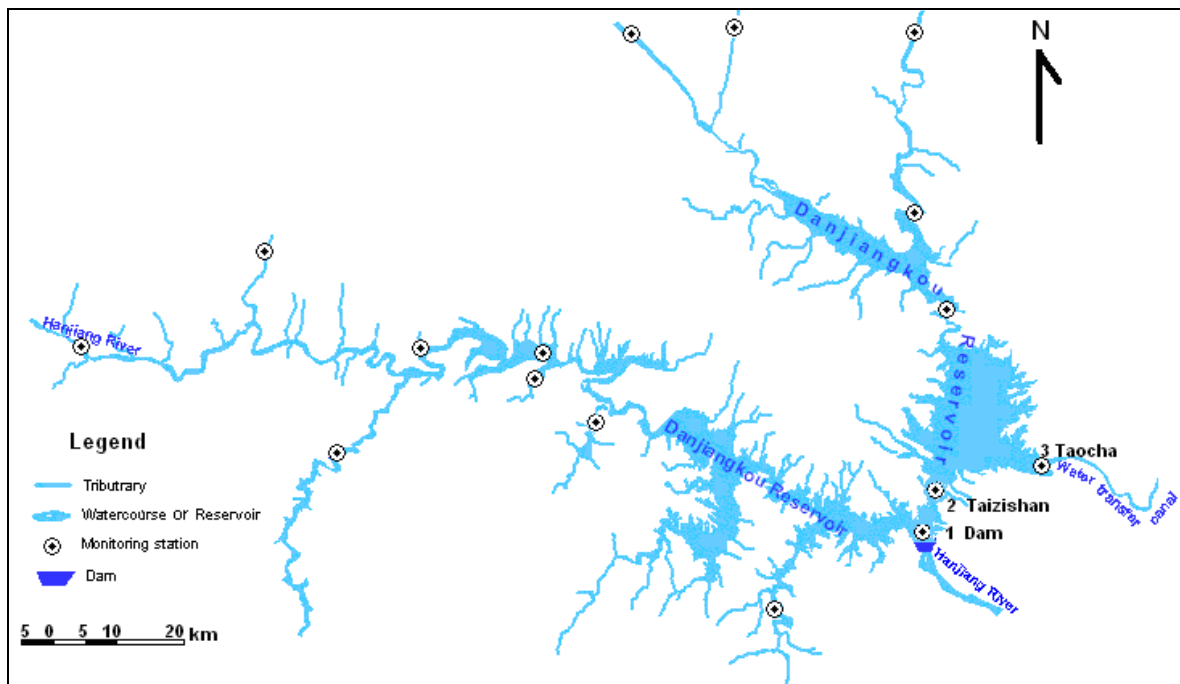 N
Danjiangkou
Reservoir
Hanjiang River
3 Taocha
Water transfer canal
Danjiangkou Reservoir
2 Taizishan
1 Dam
Hanjiang River
Legend
Tributrary
Watercourse or Reservoir
Monitoring station
Dam
5 0 5 10 20 km